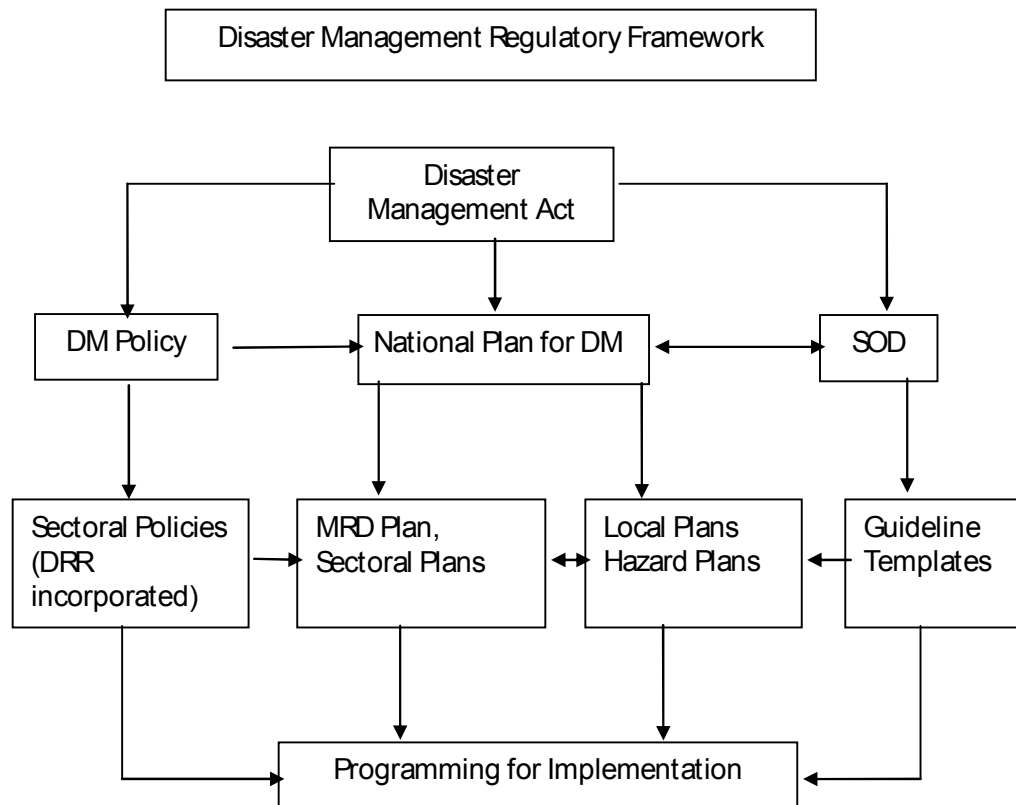 Disaster Management Regulatory Framework
Disaster
Management Act
DM Policy
National Plan for DM
SOD
Sectoral Policies
(DRR
incorporated)
MRD Plan,
Sectoral Plans
Local Plans
Hazard Plans
Guideline
Templates
Programming for Implementation